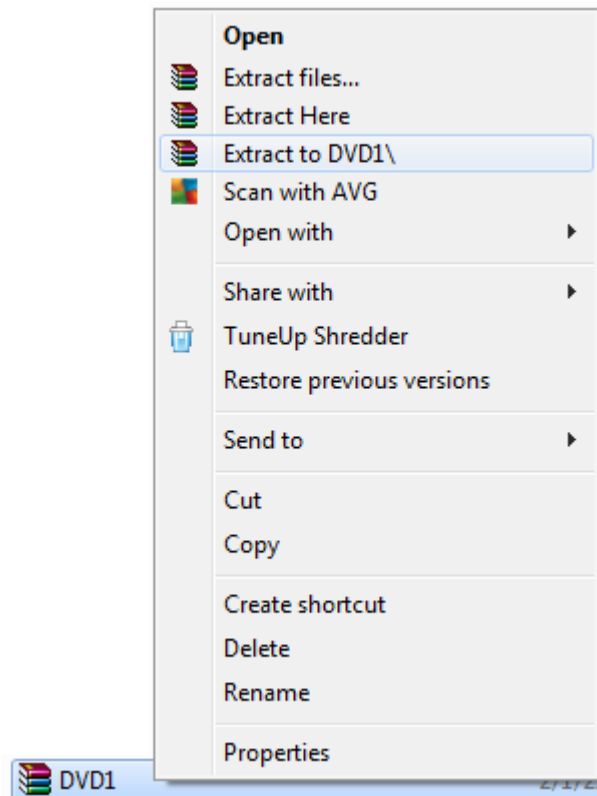 Open
Extract files...
Extract Here
Extract to DVD1\
Scan with AVG
Open with
Share with
TuneUp Shredder
Restore previous versions
Send to
Cut
Copy
Create shortcut
Delete
Rename
Properties
DVD1